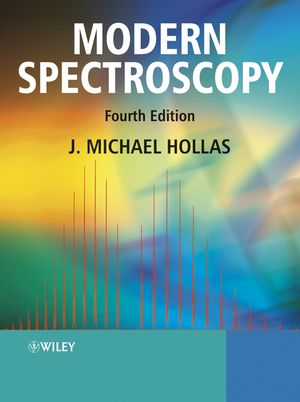 MODERN
SPECTROSCOPY
Fourth Edition
J. MICHAEL HOLLAS
WILEY